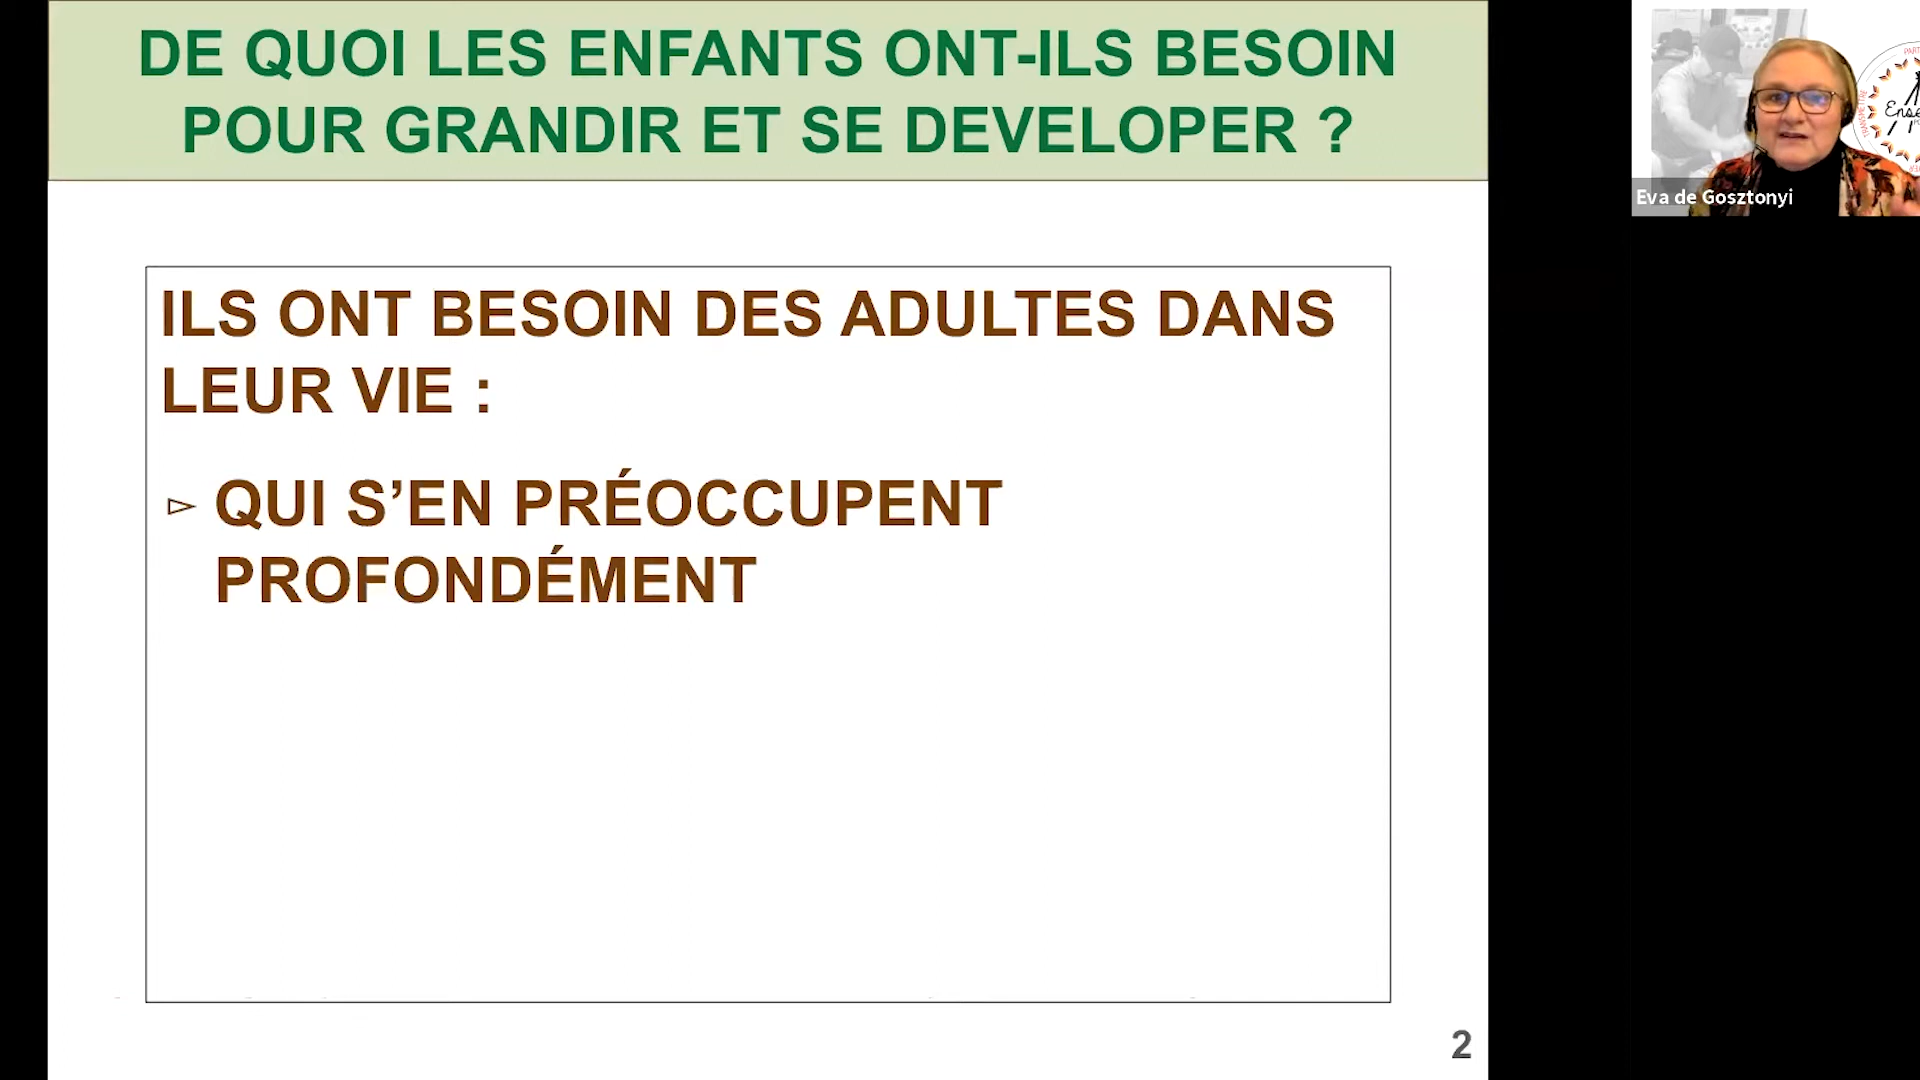 DE QUOI LES ENFANTS ONT-ILS BESOIN
POUR GRANDIR ET SE DEVELOPER ?
ILS ONT BESOIN DES ADULTES DANS
LEUR VIE :
▻ QUI S’EN PRÉOCCUPENT
PROFONDÉMENT
2
Eva de Gosztonyi